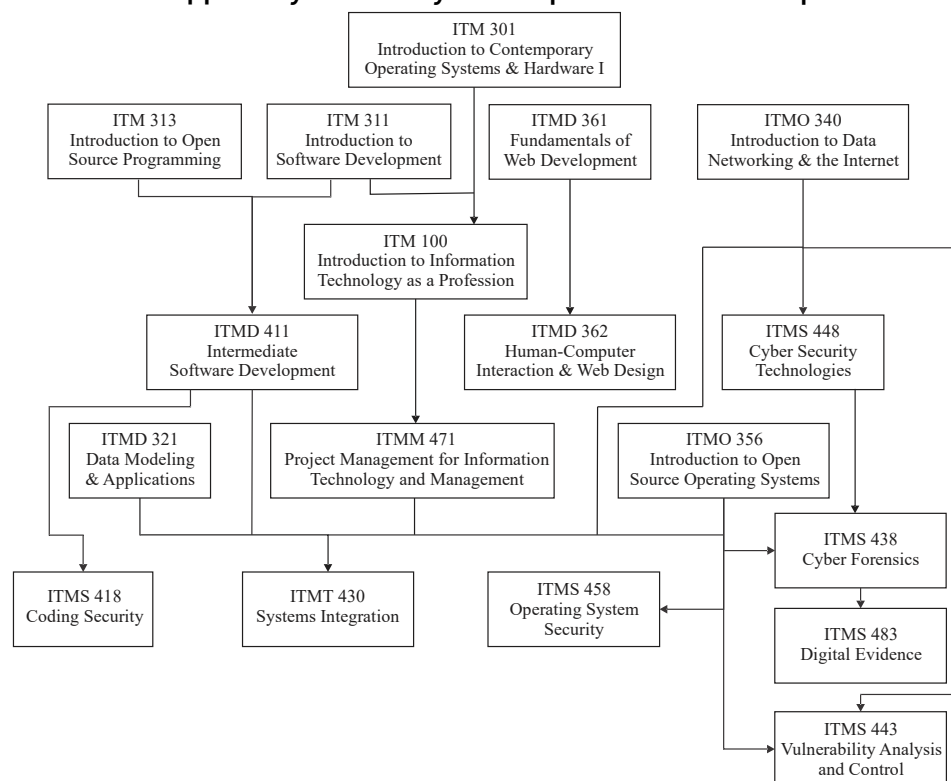 ITM 301
Introduction to Contemporary
Operating Systems & Hardware I
ITM 313
Introduction to Open
Source Programming
ITM 311
Introduction to
Software Development
ITMD 361
Fundamentals of
Web Development
ITMO 340
Introduction to Data
Networking & the Internet
ITM 100
Introduction to Information
Technology as a Profession
ITMD 411
Intermediate
Software Development
ITMD 362
Human-Computer
Interaction & Web Design
ITMS 448
Cyber Security
Technologies
ITMD 321
Data Modeling
& Applications
ITMM 471
Project Management for Information
Technology and Management
ITMO 356
Introduction to Open
Source Operating Systems
ITMS 438
Cyber Forensics
ITMS 418
Coding Security
ITMT 430
Systems Integration
ITMS 458
Operating System
Security
ITMS 483
Digital Evidence
ITMS 443
Vulnerability Analysis
and Control